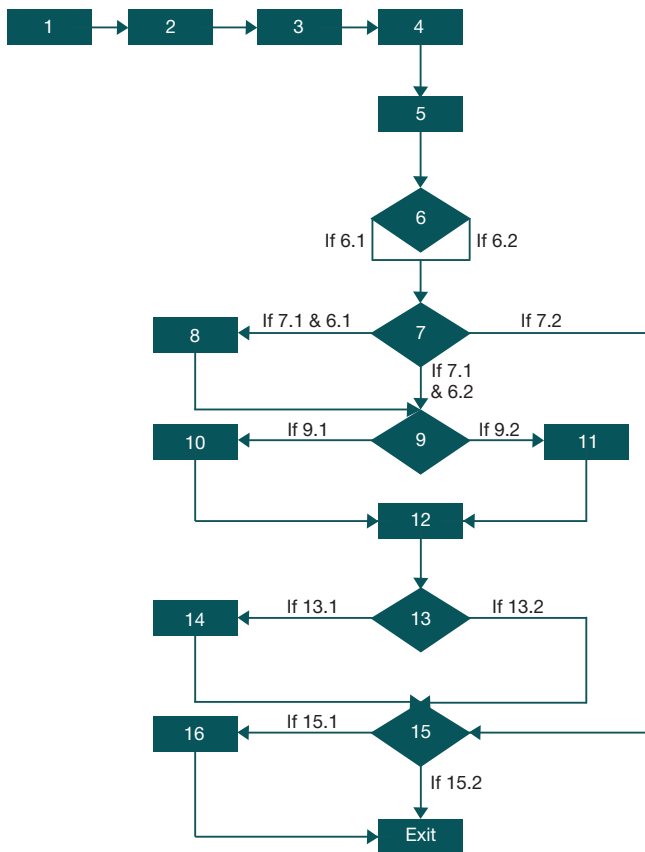 1
2
3
4
5
6
If 6.1
If 6.2
7
If 7.1 & 6.1
If 7.2
8
If 7.1
& 6.2
9
If 9.1
If 9.2
10
11
12
13
If 13.1
If 13.2
14
15
If 15.1
16
If 15.2
Exit